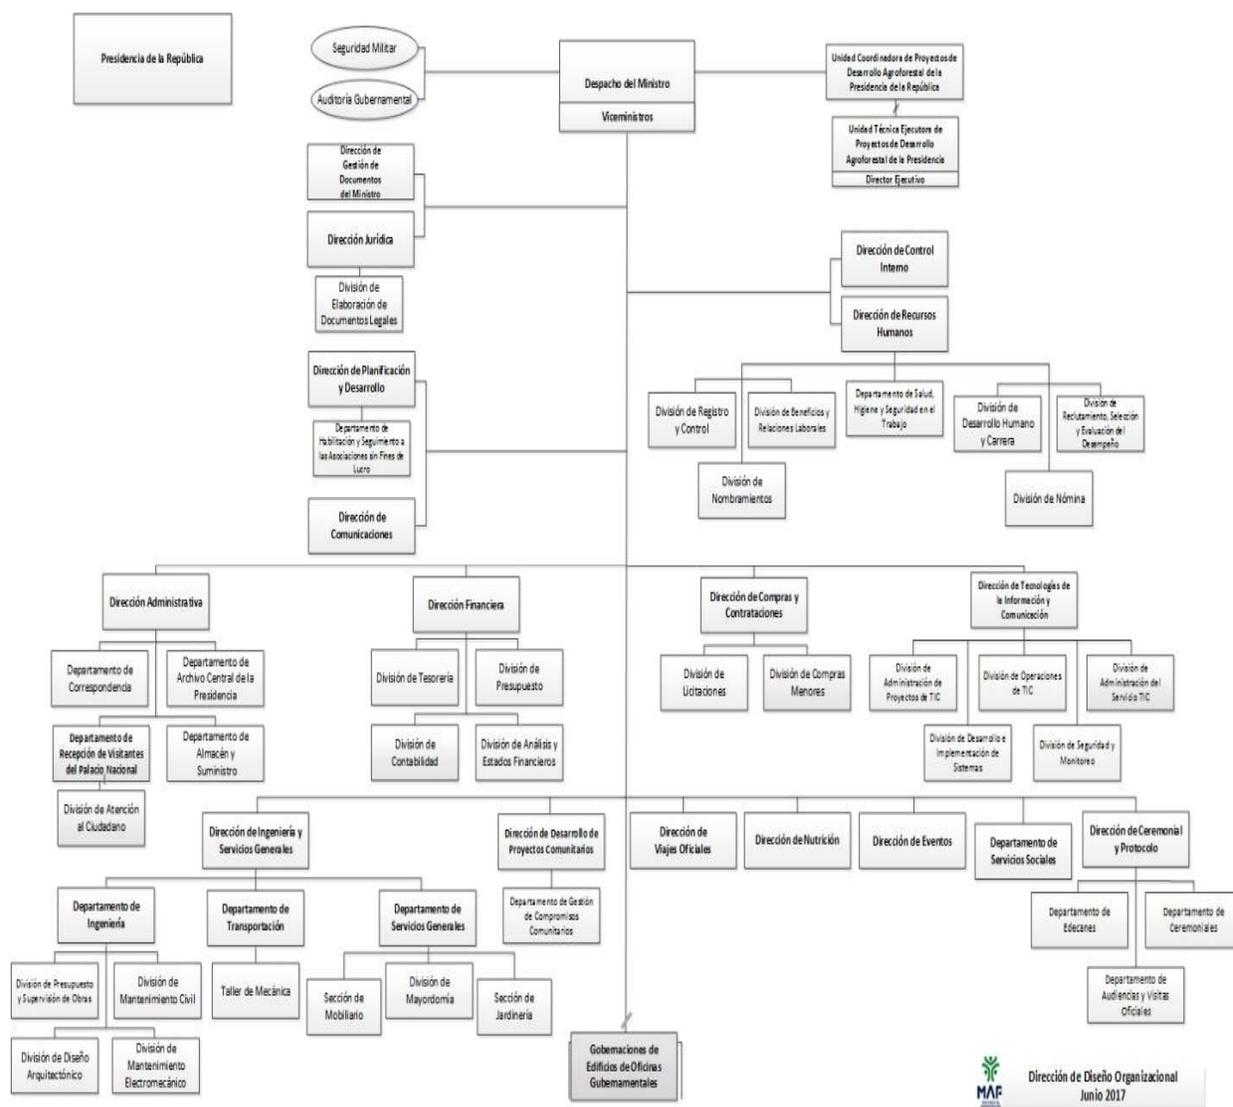 Presidencia de la República
Seguridad Militar
Auditoría Gubernamental
Despacho del Ministro
Viceministros
Unidad Coordinadora de Proyectos de
Desarrollo Agroforestal de la
Presidencia de la República
Unidad Técnica Ejecutora de
Proyectos de Desarrollo
Agroforestal de la Presidencia
Director Ejecutivo
Dirección de
Gestión de
Documentos
del Ministro
Dirección Jurídica
División de
Elaboración de
Documentos Legales
Dirección de Control
Interno
Dirección de Recursos
Humanos
Dirección de Planificación
y Desarrollo
Departamento de
Habilitación y Seguimiento a
las Asociaciones sin Fines de
Lucro
Dirección de
Comunicaciones
División de Registro
y Control
División de Beneficios y
Relaciones Laborales
Departamento de Salud,
Higiene y Seguridad en el
Trabajo
División de
Desarrollo Humano
y Carrera
División de
Reclutamiento, Selección
y Evaluación del
Desempeño
División de
Nombramientos
División de Nómina
Dirección Administrativa
Dirección Financiera
Dirección de Compras y
Contrataciones
Dirección de Tecnologías de
la Información y
Comunicación
Departamento de
Correspondencia
Departamento de
Archivo Central de la
Presidencia
División de Tesorería
División de
Presupuesto
División de
Licitaciones
División de Compras
Menores
División de
Administración de
Proyectos de TIC
División de Operaciones
de TIC
División de
Administración del
Servicio TIC
Departamento de
Recepción de Visitantes
del Palacio Nacional
Departamento de
Almacén y
Suministro
División de
Contabilidad
División de Análisis y
Estados Financieros
División de Desarrollo e
Implementación de
Sistemas
División de Seguridad y
Monitoreo
División de Atención
al Ciudadano
Dirección de Ingeniería y
Servicios Generales
Dirección de Desarrollo de
Proyectos Comunitarios
Dirección de
Viajes Oficiales
Dirección de Nutrición
Dirección de Eventos
Departamento de
Servicios Sociales
Dirección de Ceremonial
y Protocolo
Departamento de
Ingeniería
Departamento de
Transportación
Departamento de
Servicios Generales
Departamento de Gestión
de Compromisos
Comunitarios
Departamento de
Edecanes
Departamento de
Ceremoniales
División de Presupuesto
y Supervisión de Obras
División de
Mantenimiento Civil
Taller de Mecánica
Sección de
Mobiliario
División de
Mayordomía
Sección de
Jardinería
Departamento de
Audiencias y Visitas
Oficiales
División de Diseño
Arquitectónico
División de
Mantenimiento
Electromecánico
Gobernaciones de
Edificios de Oficinas
Gubernamentales
MAP
Dirección de Diseño Organizacional
Junio 2017